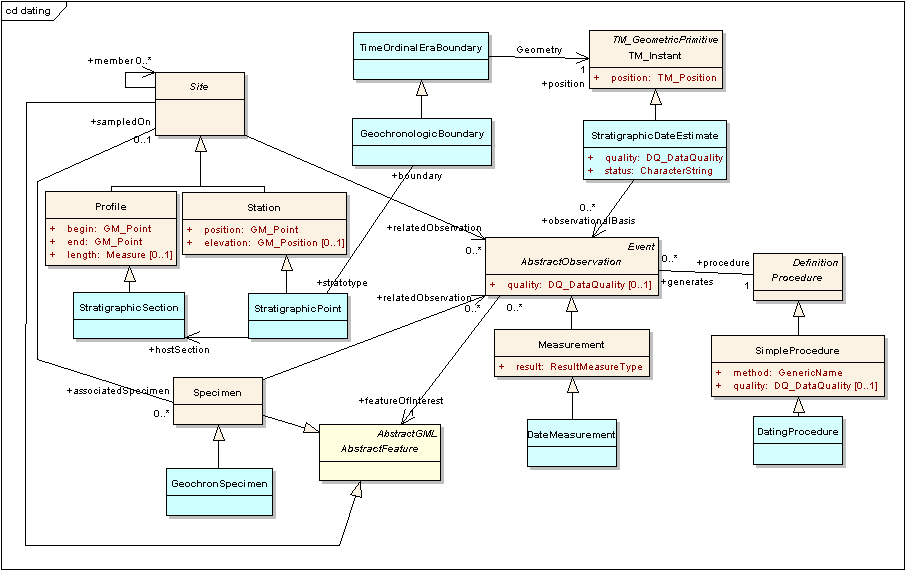 cd dating
TimeOrdinalEraBoundary
Geometry
1
+position
TM_GeometricPrimitive
TM_Instant
+ position: TM_Position
+member 0..*
Site
+sampledOn
0..1
GeochronologicBoundary
+boundary
StratigraphicDateEstimate
+ quality: DQ_DataQuality
+ status: CharacterString
Profile
+ begin: GM_Point
+ end: GM_Point
+ length: Measure [0..1]
Station
+ position: GM_Point
+ elevation: GM_Position [0..1]
0..*
+observationalBasis
+relatedObservation
0..*
Event
AbstractObservation
+ quality: DQ_DataQuality [0..1]
0..*
+procedure
+generates
1
Definition
Procedure
+stratotype
StratigraphicSection
StratigraphicPoint
+hostSection
+relatedObservation
0..*
0..*
Measurement
+ result: ResultMeasureType
SimpleProcedure
+ method: GenericName
+ quality: DQ_DataQuality [0..1]
+associatedSpecimen
0..*
Specimen
+featureOfInterest
1
AbstractGML
AbstractFeature
DateMeasurement
DatingProcedure
GeochronSpecimen